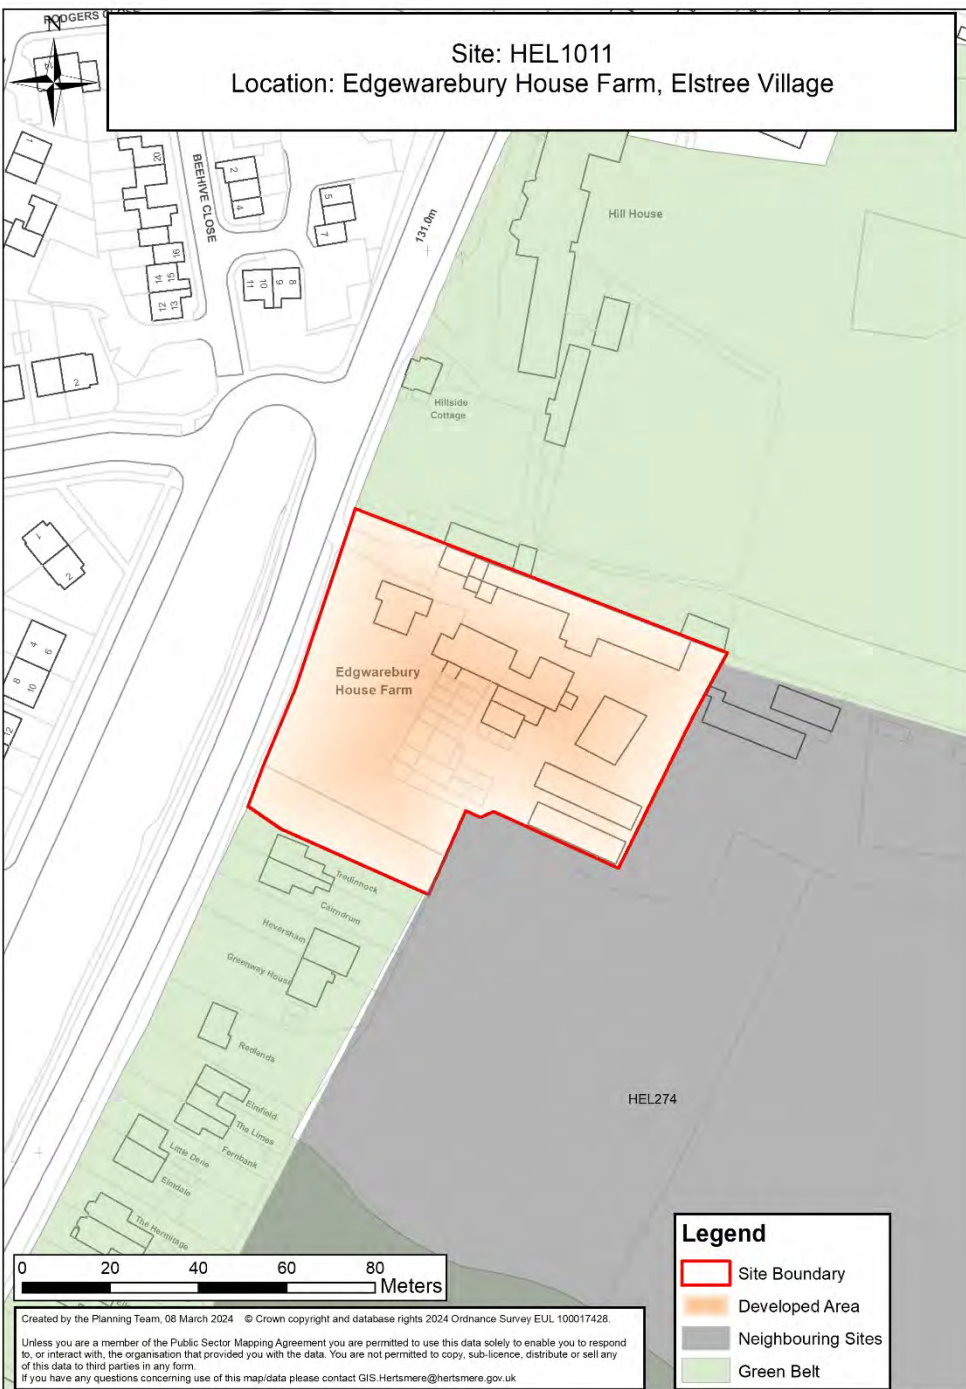 RODGERS CLOSE
N
14
Site: HEL1011
Location: Edgewarebury House Farm, Elstree Village
1
20
BEEHIVE CLOSE
2
4
5
7
131.0m
Hill House
16
14
15
12
13
11
10
9
8
2
Hillside
Cottage
1
2
Edgwarebury
House Farm
4
6
8
10
12
Tredinnock
Cairndrum
Heversham
Greenway House
Redlands
Elmfield
The Limes
Fernbank
Little Dene
Elmdale
The Hermitage
HEL274
0 20 40 60 80
Meters
Legend
Site Boundary
Developed Area
Neighbouring Sites
Green Belt
Created by the Planning Team, 08 March 2024 © Crown copyright and database rights 2024 Ordnance Survey EUL 100017428.
Unless you are a member of the Public Sector Mapping Agreement you are permitted to use this data solely to enable you to respond
to, or interact with, the organisation that provided you with the data. You are not permitted to copy, sub-licence, distribute or sell any
of this data to third parties in any form.
If you have any questions concerning use of this map/data please contact GIS.Hertsmere@hertsmere.gov.uk